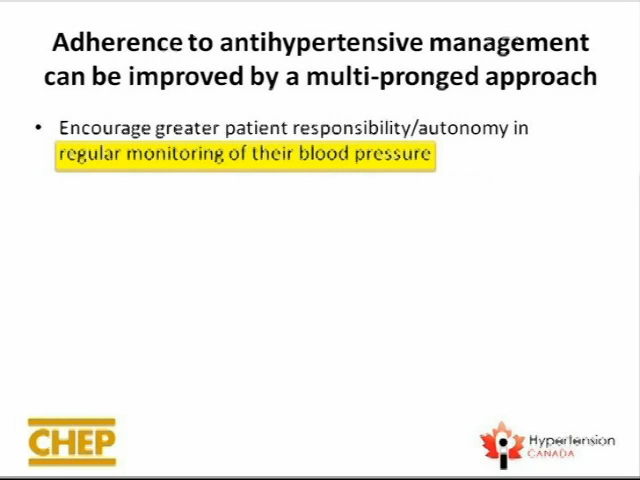 Adherence to antihypertensive management
can be improved by a multi-pronged approach
• Encourage greater patient responsibility/autonomy in
regular monitoring of their blood pressure
CHEP
Hypertension
CANADA